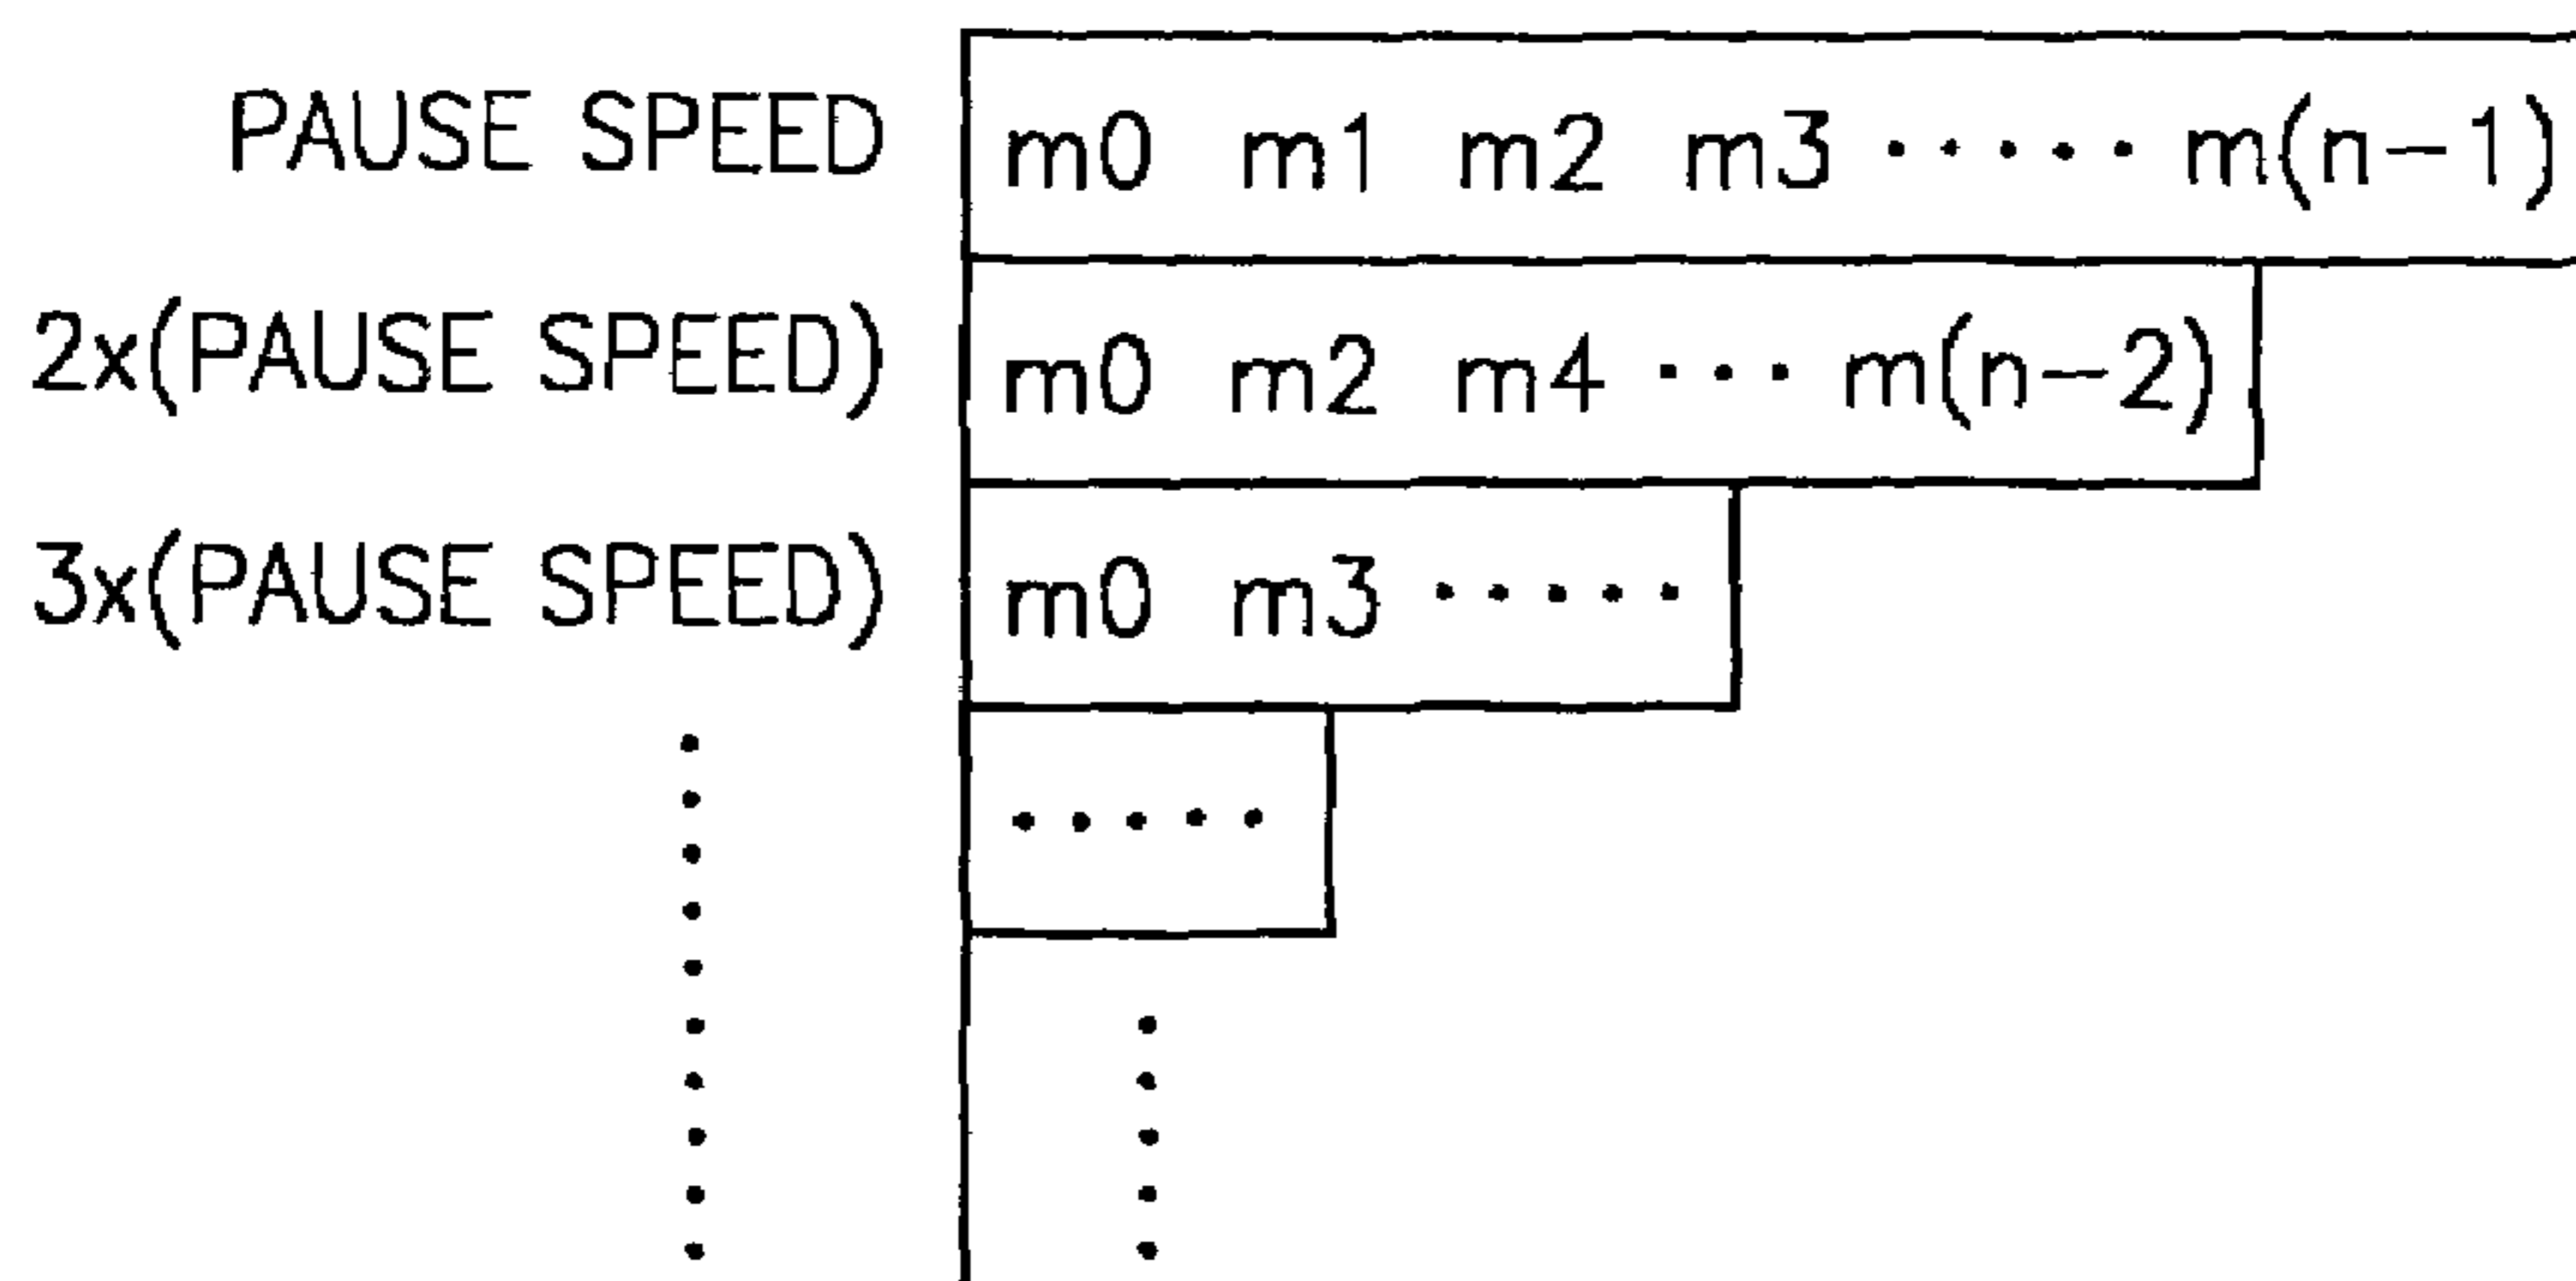 PAUSE SPEED m0 m1 m2 m3 ····· m(n-1)
2x(PAUSE SPEED) m0 m2 m4 ··· m(n-2)
3x(PAUSE SPEED) m0 m3 ·····
·····